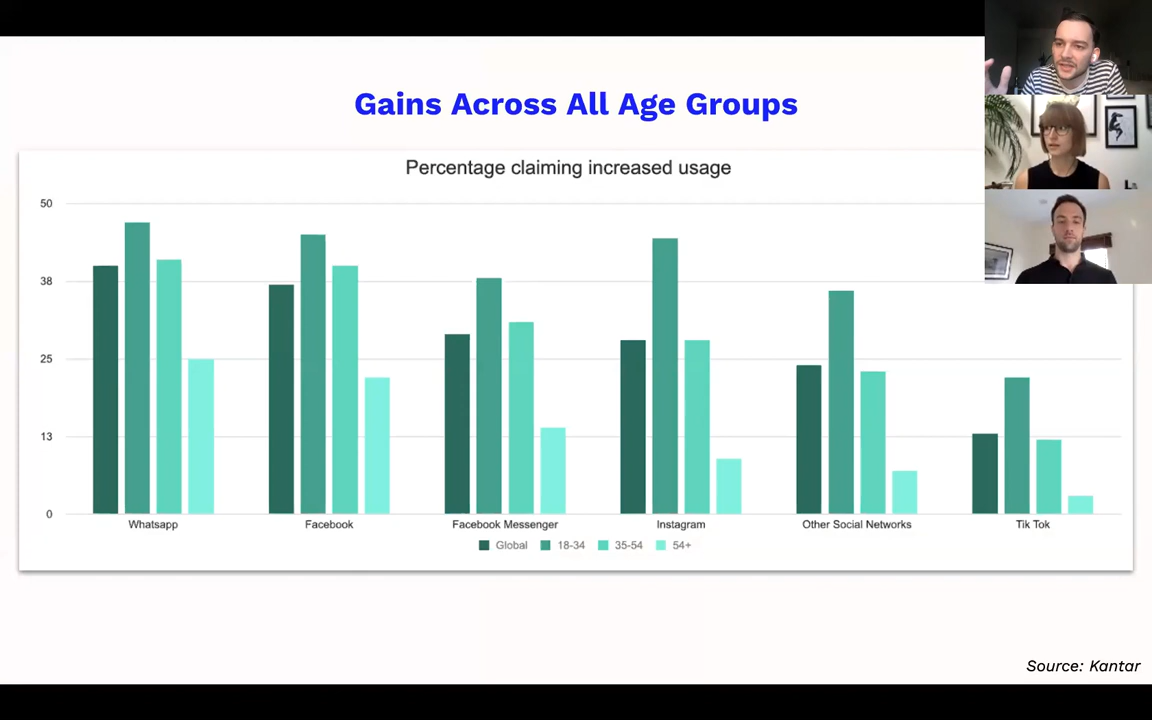 Gains Across All Age Groups
Percentage claiming increased usage
50
38
25
13
0
Whatsapp Facebook Facebook Messenger Instagram Other Social Networks Tik Tok
Global 18-34 35-54 54+
Source: Kantar